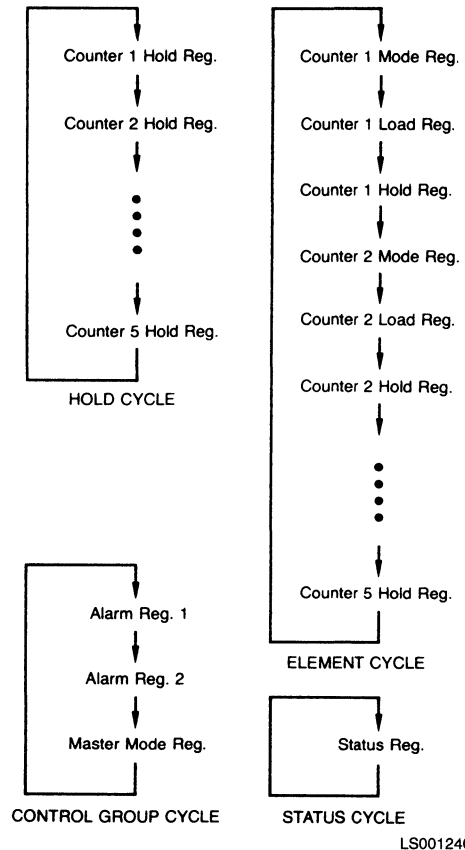 Counter 1 Hold Reg.
Counter 2 Hold Reg.
Counter 5 Hold Reg.
HOLD CYCLE
Counter 1 Mode Reg.
Counter 1 Load Reg.
Counter 1 Hold Reg.
Counter 2 Mode Reg.
Counter 2 Load Reg.
Counter 2 Hold Reg.
Counter 5 Hold Reg.
ELEMENT CYCLE
Alarm Reg. 1
Alarm Reg. 2
Master Mode Reg.
CONTROL GROUP CYCLE
Status Reg.
STATUS CYCLE